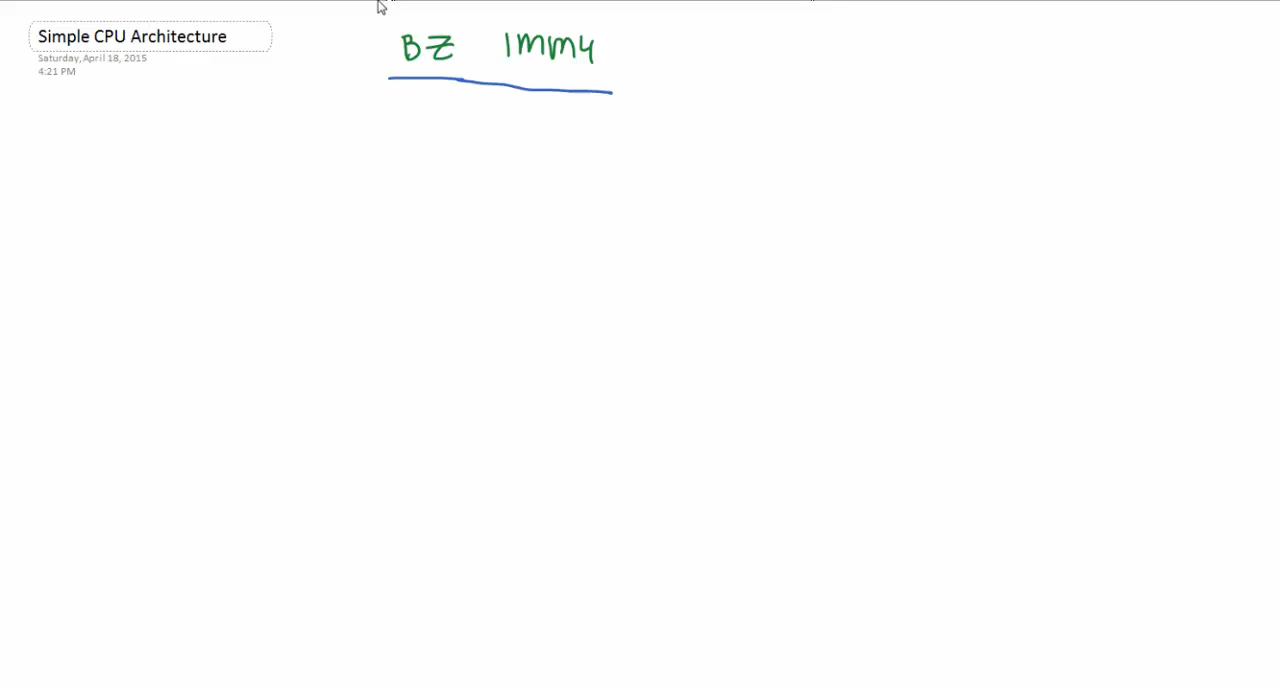 Simple CPU Architecture
Saturday, April 18, 2015
4:21 PM
BZ IMM4